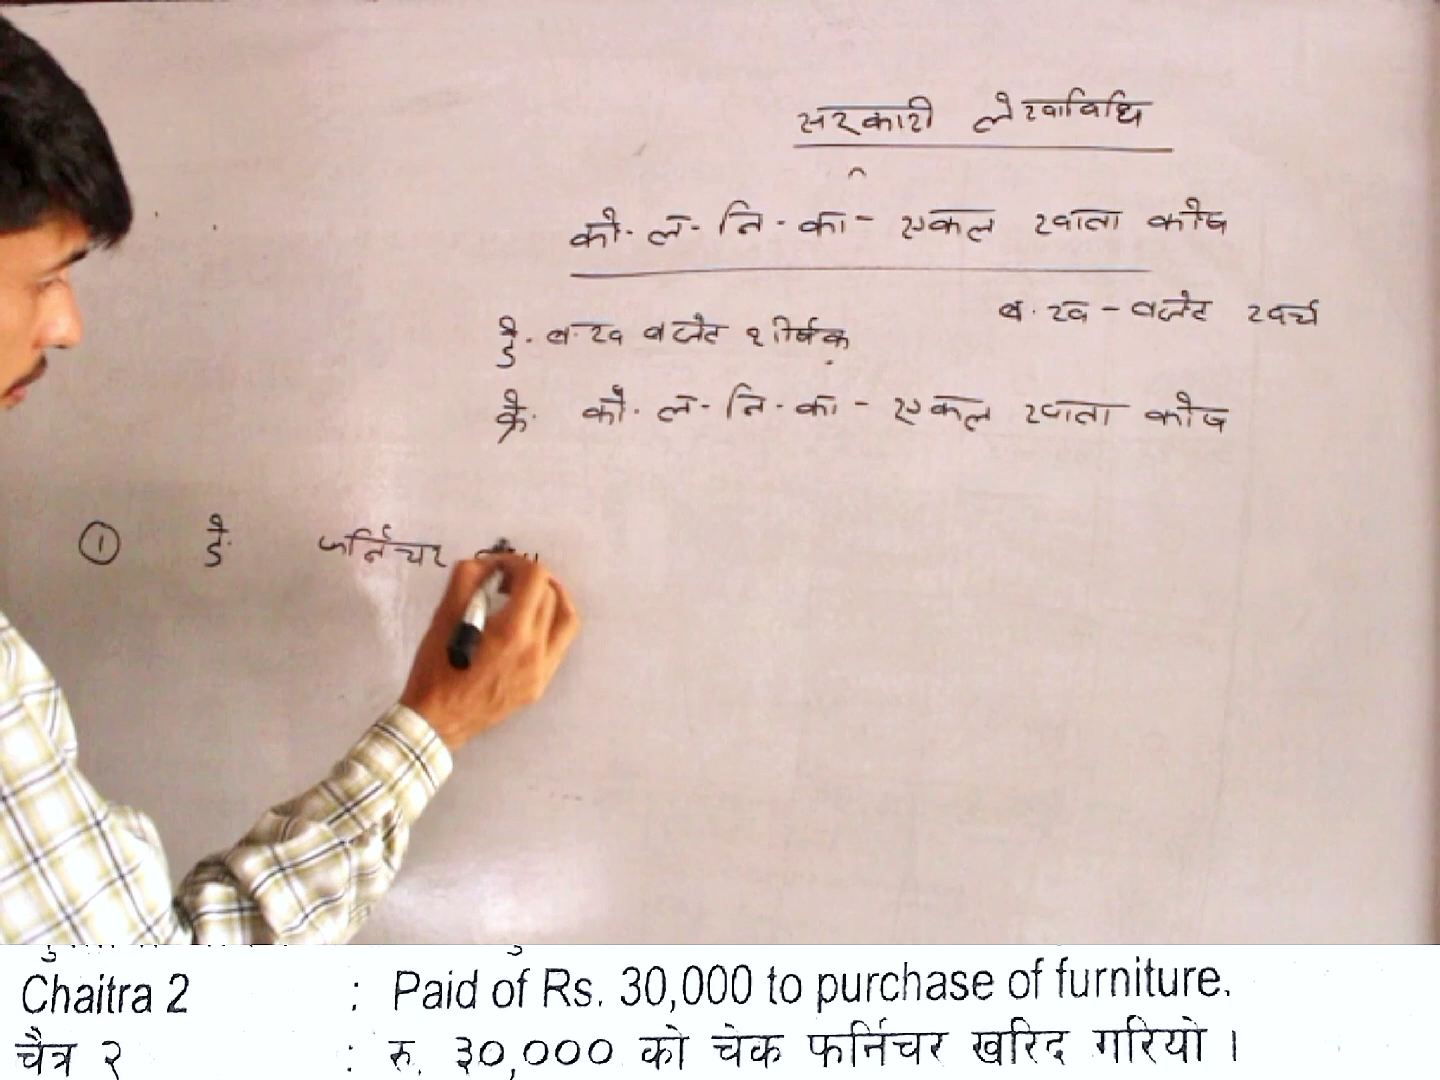 सरकारी लेखाविधि
को. ले. नि. का - एकल खाता कोष
ब. ख - बजेट खर्च
डे. ब. ख बजेट शीर्षक
क्रे. को. ले. नि. का - एकल खाता कोष
① डे. फर्निचर
Chaitra 2 : Paid of Rs. 30,000 to purchase of furniture.
चैत्र २ : रु. ३०,००० को चेक फर्निचर खरिद गरियो ।